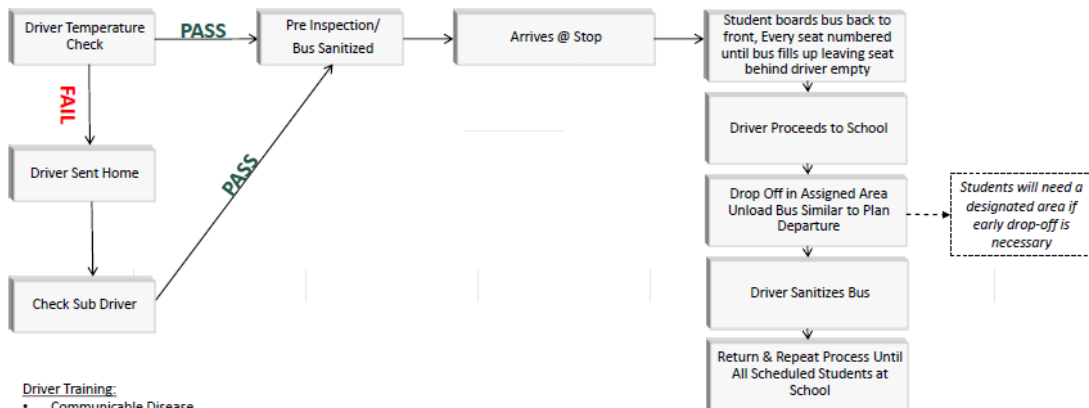 Driver Temperature
Check
PASS
Pre Inspection/
Bus Sanitized
Arrives @ Stop
Student boards bus back to
front, Every seat numbered
until bus fills up leaving seat
behind driver empty
FAIL
Driver Proceeds to School
Driver Sent Home
PASS
Drop Off in Assigned Area
Unload Bus Similar to Plan
Departure
Students will need a
designated area if
early drop-off is
necessary
Check Sub Driver
Driver Sanitizes Bus
Return & Repeat Process Until
All Scheduled Students at
School
Driver Training:
• Communicable Disease